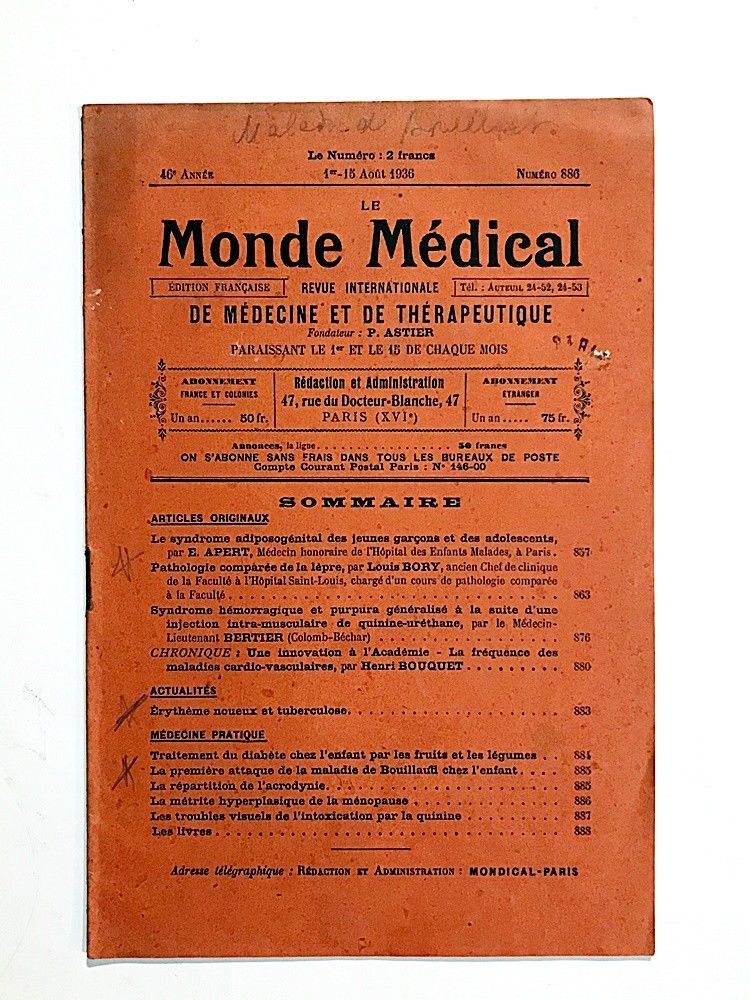 Maladie de Bouillaud.
Le Numéro : 2 francs
46e ANNÉE 1er-15 Août 1936 NUMÉRO 886
LE
Monde Médical
ÉDITION FRANÇAISE REVUE INTERNATIONALE Tél. : AUTEUIL 24-52, 24-53
DE MÉDECINE ET DE THÉRAPEUTIQUE
Fondateur : P. ASTIER
PARAISSANT LE 1er ET LE 15 DE CHAQUE MOIS
ABONNEMENT
FRANCE ET COLONIES
Un an...... 50 fr.
Rédaction et Administration
47, rue du Docteur-Blanche, 47
PARIS (XVIe)
ABONNEMENT
ÉTRANGER
Un an..... 75 fr.
Annonces, la ligne................ 50 francs
ON S'ABONNE SANS FRAIS DANS TOUS LES BUREAUX DE POSTE
Compte Courant Postal Paris : N° 146-00
SOMMAIRE
ARTICLES ORIGINAUX
Le syndrome adiposogénital des jeunes garçons et des adolescents,
par E. APERT, Médecin honoraire de l'Hôpital des Enfants Malades, à Paris. 857
Pathologie comparée de la lèpre, par Louis BORY, ancien Chef de clinique
de la Faculté à l'Hôpital Saint-Louis, chargé d'un cours de pathologie comparée
à la Faculté................ 863
Syndrome hémorragique et purpura généralisé à la suite d'une
injection intra-musculaire de quinine-uréthane, par le Médecin-
Lieutenant BERTIER (Colomb-Béchar)................ 876
CHRONIQUE : Une innovation à l'Académie - La fréquence des
maladies cardio-vasculaires, par Henri BOUQUET......... 880
ACTUALITÉS
Érythème noueux et tuberculose................ 883
MÉDECINE PRATIQUE
Traitement du diabète chez l'enfant par les fruits et les légumes.. 884
La première attaque de la maladie de Bouillaud chez l'enfant.... 885
La répartition de l'acrodynie................ 885
La métrite hyperplasique de la ménopause............ 886
Les troubles visuels de l'intoxication par la quinine......... 887
Les livres................ 888
Adresse télégraphique : RÉDACTION ET ADMINISTRATION : MONDICAL-PARIS